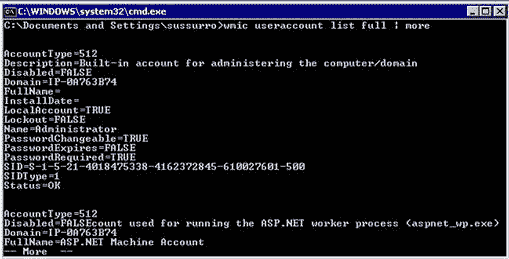 C:\WINDOWS\system32\cmd.exe
C:\Documents and Settings\sussurro>wmic useraccount list full | more
AccountType=512
Description=Built-in account for administering the computer/domain
Disabled=FALSE
Domain=IP-0A763B74
FullName=
InstallDate=
LocalAccount=TRUE
Lockout=FALSE
Name=Administrator
PasswordChangeable=TRUE
PasswordExpires=FALSE
PasswordRequired=TRUE
SID=S-1-5-21-4018475338-4162372845-610027601-500
SIDType=1
Status=OK
AccountType=512
Disabled=FALSEcount used for running the ASP.NET worker process (aspnet_wp.exe)
Domain=IP-0A763B74
FullName=ASP.NET Machine Account
-- More --